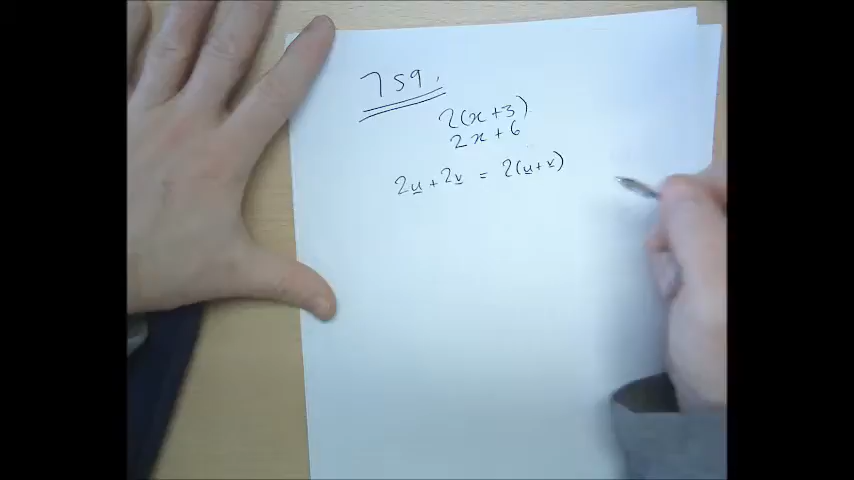 759.
2(x+3)
2x+6
2u + 2v = 2(u+v)